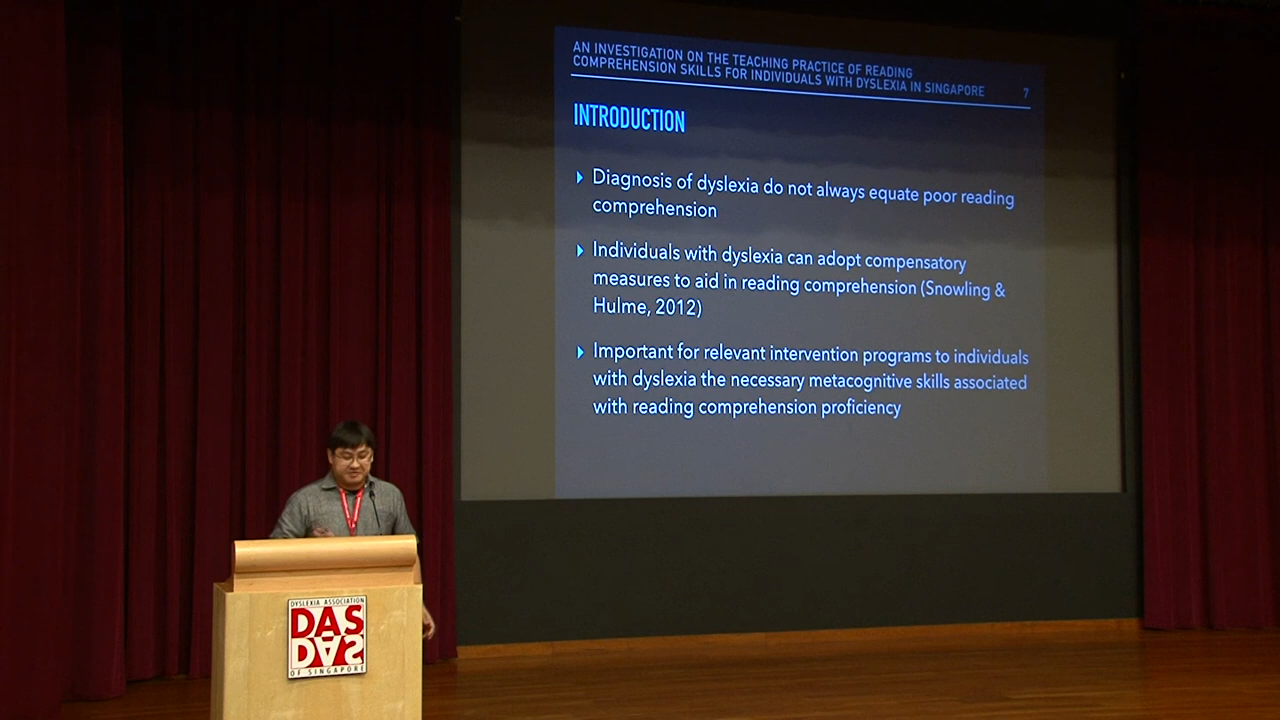 AN INVESTIGATION ON THE TEACHING PRACTICE OF READING
COMPREHENSION SKILLS FOR INDIVIDUALS WITH DYSLEXIA IN SINGAPORE 7
INTRODUCTION
Diagnosis of dyslexia do not always equate poor reading
comprehension
Individuals with dyslexia can adopt compensatory
measures to aid in reading comprehension (Snowling &
Hulme, 2012)
Important for relevant intervention programs to individuals
with dyslexia the necessary metacognitive skills associated
with reading comprehension proficiency
DYSLEXIA ASSOCIATION
DAS
DAS
OF SINGAPORE